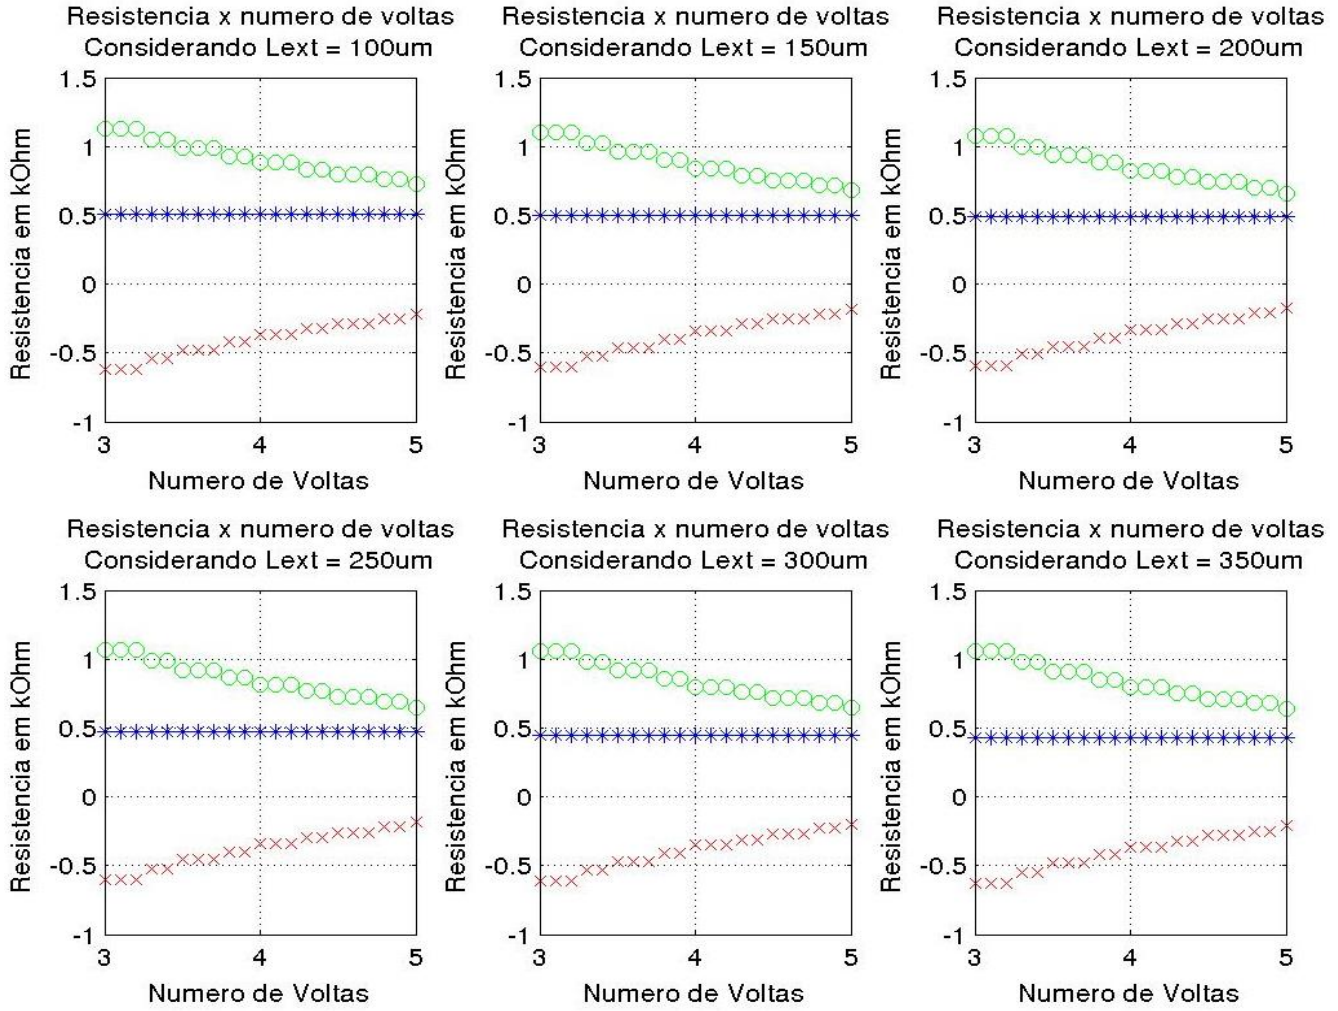 Resistencia x numero de voltas
Considerando Lext = 100um
1.5
1
0.5
0
-0.5
-1
3
4
5
Resistencia em kOhm
Numero de Voltas
Resistencia x numero de voltas
Considerando Lext = 150um
1.5
1
0.5
0
-0.5
-1
3
4
5
Resistencia em kOhm
Numero de Voltas
Resistencia x numero de voltas
Considerando Lext = 200um
1.5
1
0.5
0
-0.5
-1
3
4
5
Resistencia em kOhm
Numero de Voltas
Resistencia x numero de voltas
Considerando Lext = 250um
1.5
1
0.5
0
-0.5
-1
3
4
5
Resistencia em kOhm
Numero de Voltas
Resistencia x numero de voltas
Considerando Lext = 300um
1.5
1
0.5
0
-0.5
-1
3
4
5
Resistencia em kOhm
Numero de Voltas
Resistencia x numero de voltas
Considerando Lext = 350um
1.5
1
0.5
0
-0.5
-1
3
4
5
Resistencia em kOhm
Numero de Voltas